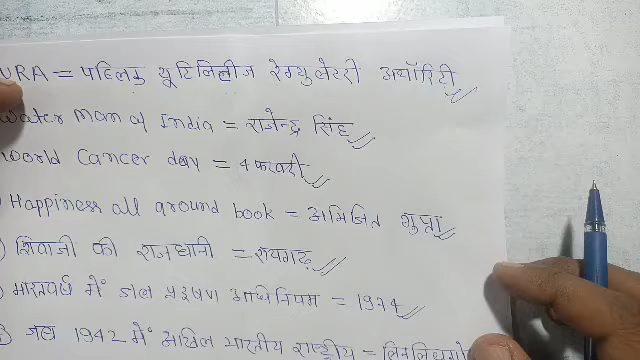 URA = पब्लिक यूटिलिटीज रेग्युलेटरी अथॉरिटी
Water man of India = राजेन्द्र सिंह
World Cancer day = 4 फरवरी
Happiness all around book = अभिजित गुप्ता
शिवाजी की राजधानी = रायगढ़
भारतवर्ष में जल प्रदूषण अधिनियम = 1974
1942 में अखिल भारतीय राष्ट्रीय =